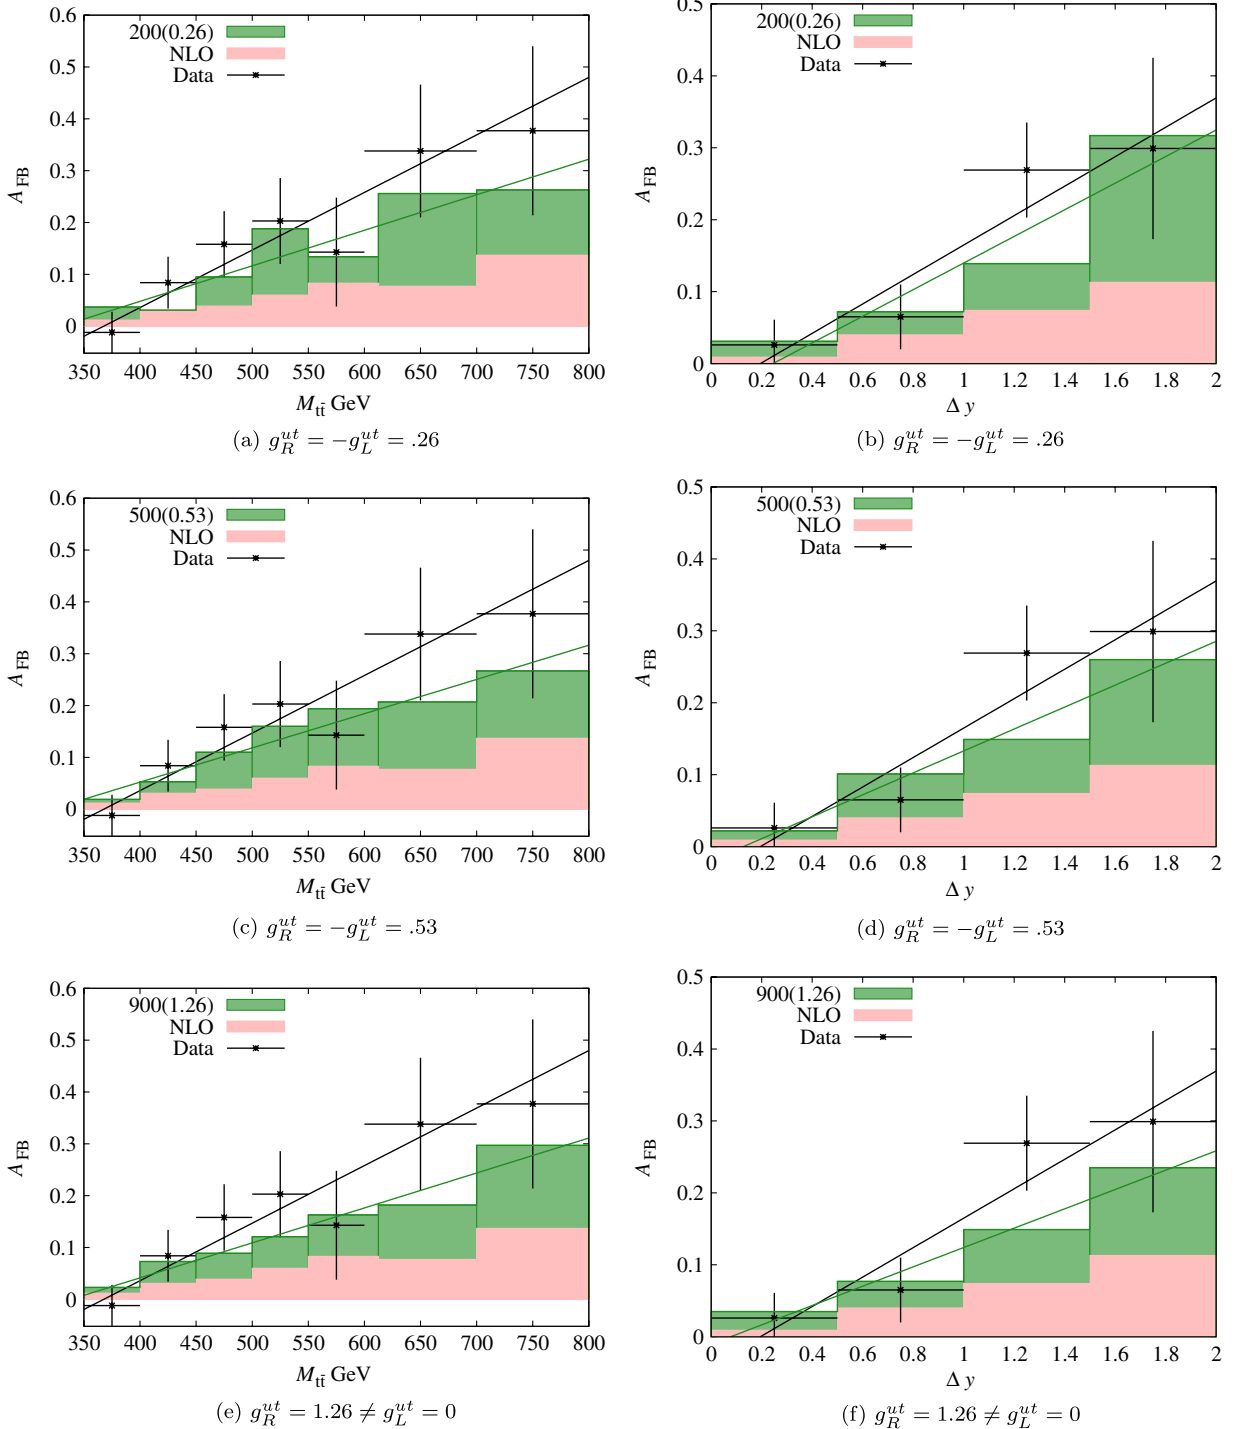 0.6
0.5
0.4
0.3
0.2
0.1
0
A_FB
200(0.26)
NLO
Data
350 400 450 500 550 600 650 700 750 800
M_tt̄ GeV
(a) g_R^{ut} = −g_L^{ut} = .26
0.5
0.4
0.3
0.2
0.1
0
A_FB
200(0.26)
NLO
Data
0 0.2 0.4 0.6 0.8 1 1.2 1.4 1.6 1.8 2
Δ y
(b) g_R^{ut} = −g_L^{ut} = .26
0.6
0.5
0.4
0.3
0.2
0.1
0
A_FB
500(0.53)
NLO
Data
350 400 450 500 550 600 650 700 750 800
M_tt̄ GeV
(c) g_R^{ut} = −g_L^{ut} = .53
0.5
0.4
0.3
0.2
0.1
0
A_FB
500(0.53)
NLO
Data
0 0.2 0.4 0.6 0.8 1 1.2 1.4 1.6 1.8 2
Δ y
(d) g_R^{ut} = −g_L^{ut} = .53
0.6
0.5
0.4
0.3
0.2
0.1
0
A_FB
900(1.26)
NLO
Data
350 400 450 500 550 600 650 700 750 800
M_tt̄ GeV
(e) g_R^{ut} = 1.26 ≠ g_L^{ut} = 0
0.5
0.4
0.3
0.2
0.1
0
A_FB
900(1.26)
NLO
Data
0 0.2 0.4 0.6 0.8 1 1.2 1.4 1.6 1.8 2
Δ y
(f) g_R^{ut} = 1.26 ≠ g_L^{ut} = 0